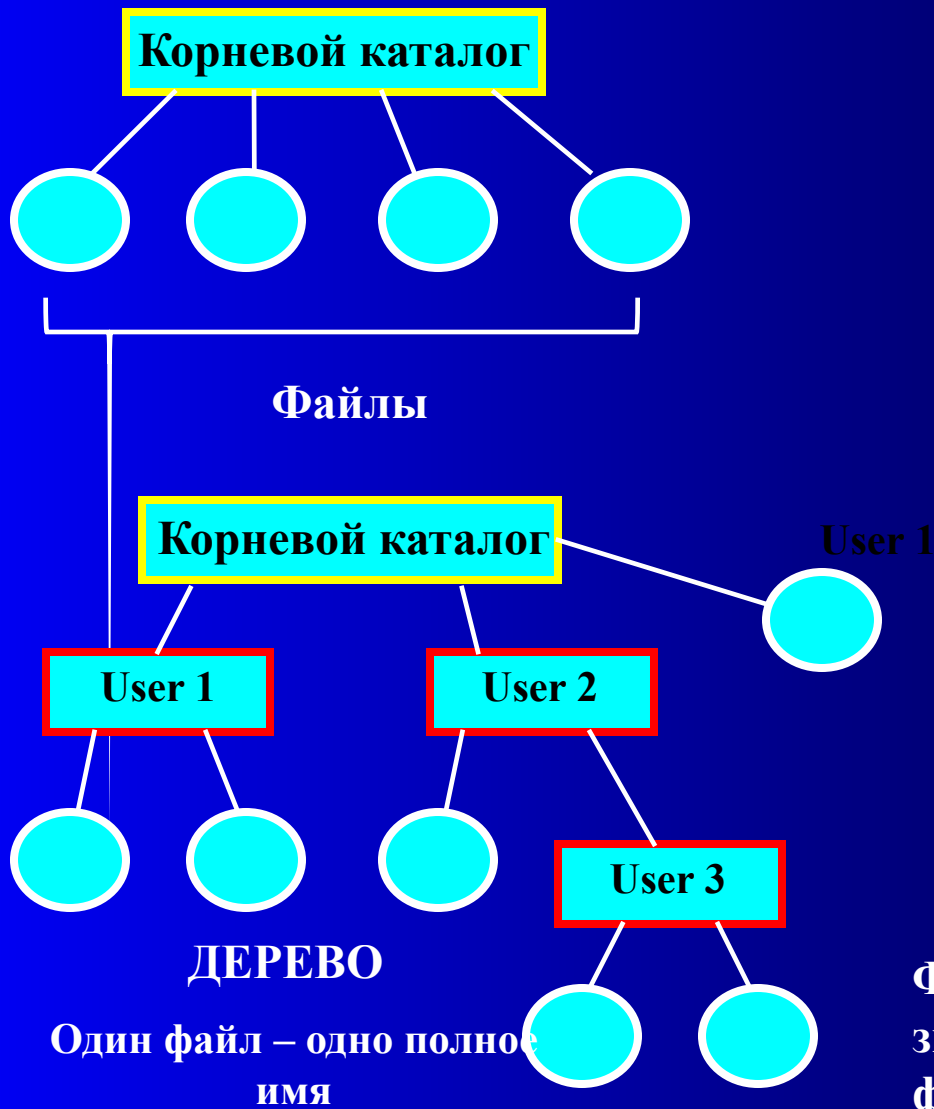 Корневой каталог
Файлы
Корневой каталог
User 1
User 1
User 2
User 3
ДЕРЕВО
Один файл – одно полное
имя